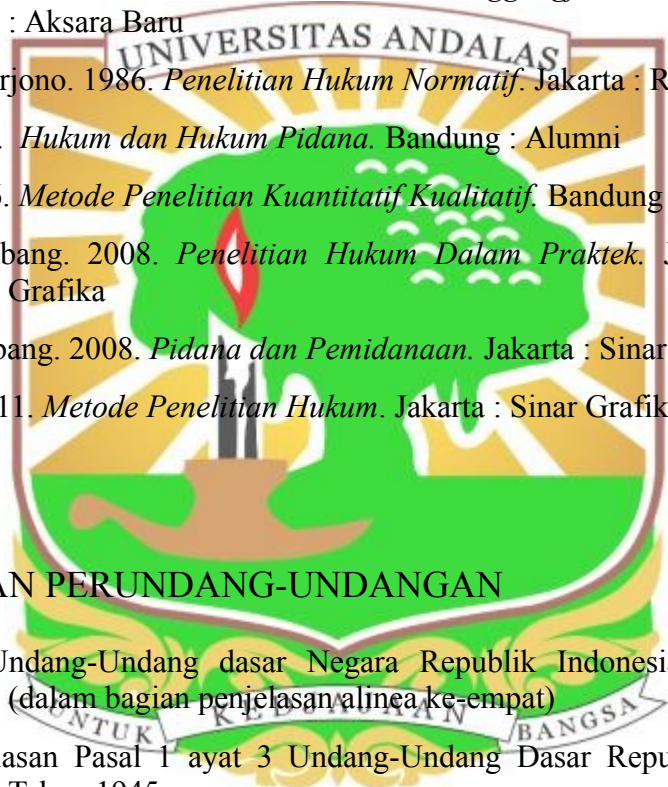 : Aksara Baru
UNIVERSITAS ANDALAS
rjono. 1986. Penelitian Hukum Normatif. Jakarta : R
. Hukum dan Hukum Pidana. Bandung : Alumni
. Metode Penelitian Kuantitatif Kualitatif. Bandung
bang. 2008. Penelitian Hukum Dalam Praktek. J
Grafika
bang. 2008. Pidana dan Pemidanaan. Jakarta : Sinar
11. Metode Penelitian Hukum. Jakarta : Sinar Grafik
AN PERUNDANG-UNDANGAN
Undang-Undang dasar Negara Republik Indonesia
(dalam bagian penjelasan alinea ke-empat)
UNTUK KEDJAJAAN BANGSA
lasan Pasal 1 ayat 3 Undang-Undang Dasar Repu